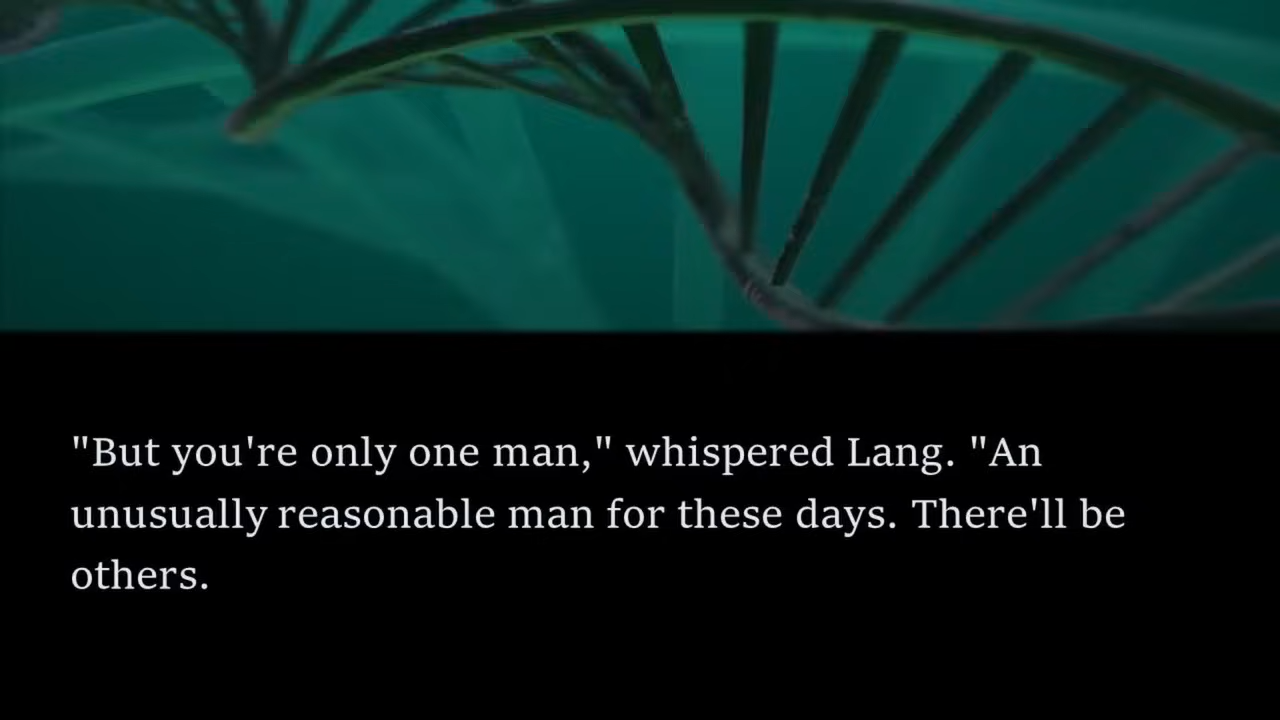 "But you're only one man," whispered Lang. "An
unusually reasonable man for these days. There'll be
others.